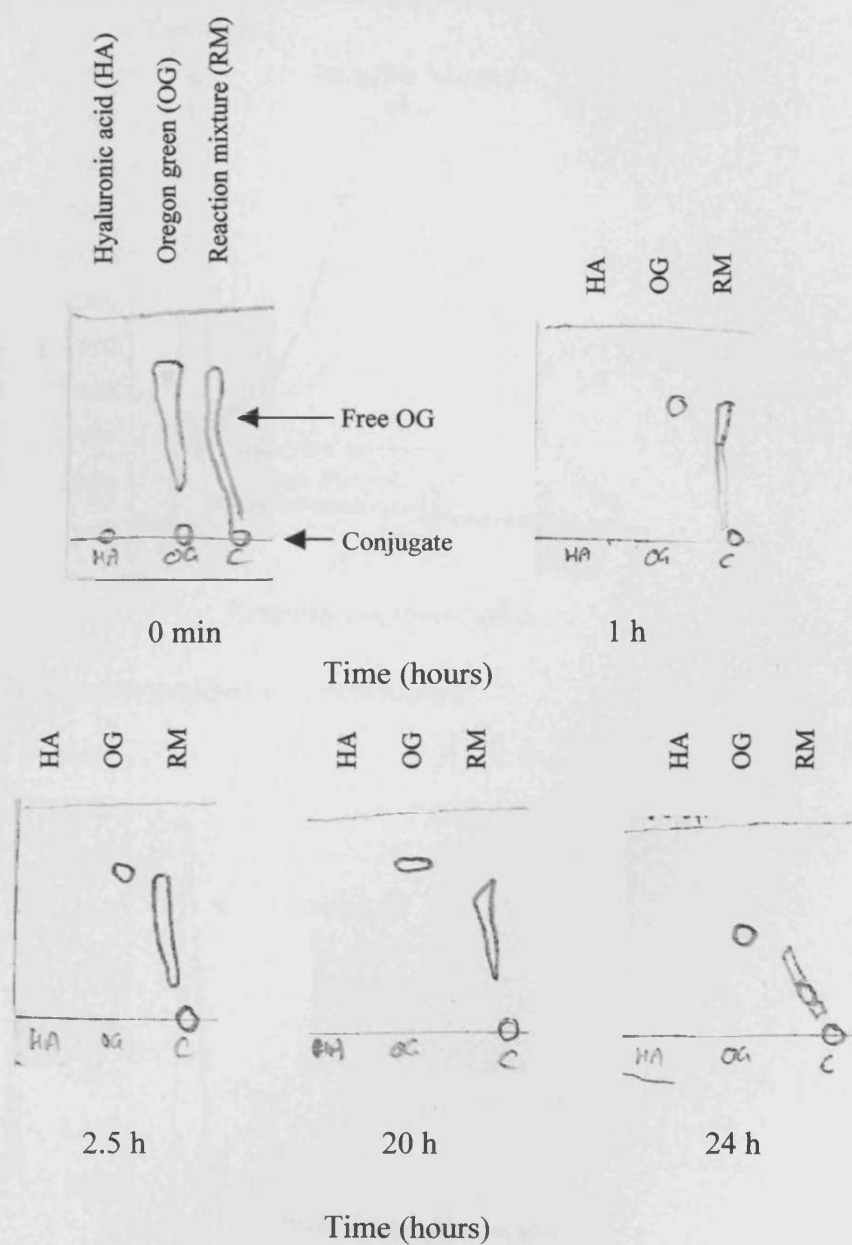 Hyaluronic acid (HA)
Oregon green (OG)
Reaction mixture (RM)
HA
OG
RM
Free OG
Conjugate
HA
OG
C
HA
OG
C
0 min
1 h
Time (hours)
HA
OG
RM
HA
OG
RM
HA
OG
RM
HA
OG
C
HA
OG
C
HA
OG
C
2.5 h
20 h
24 h
Time (hours)